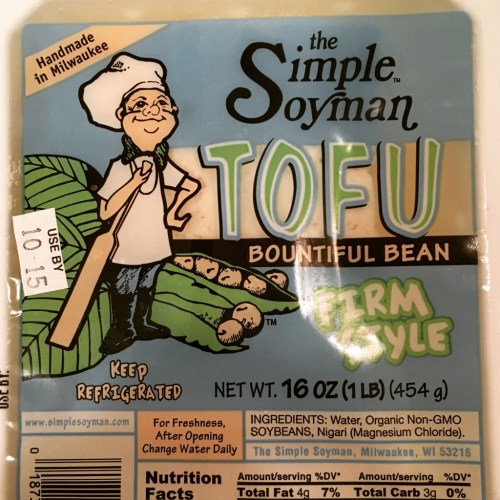 Handmade
in Milwaukee
the
Simple™
Soyman
TOFU
BOUNTIFUL BEAN
FIRM
STYLE
USE BY
10-15
TM
KEEP
REFRIGERATED
NET WT. 16 OZ (1 LB) (454 g)
USE BY:
www.simplesoyman.com
For Freshness,
After Opening
Change Water Daily
INGREDIENTS: Water, Organic Non-GMO
SOYBEANS, Nigari (Magnesium Chloride).
The Simple Soyman, Milwaukee, WI 53216
Nutrition
Facts
Amount/serving %DV*
Total Fat 4g 7%
Amount/serving %DV*
Total Carb 3g 0%